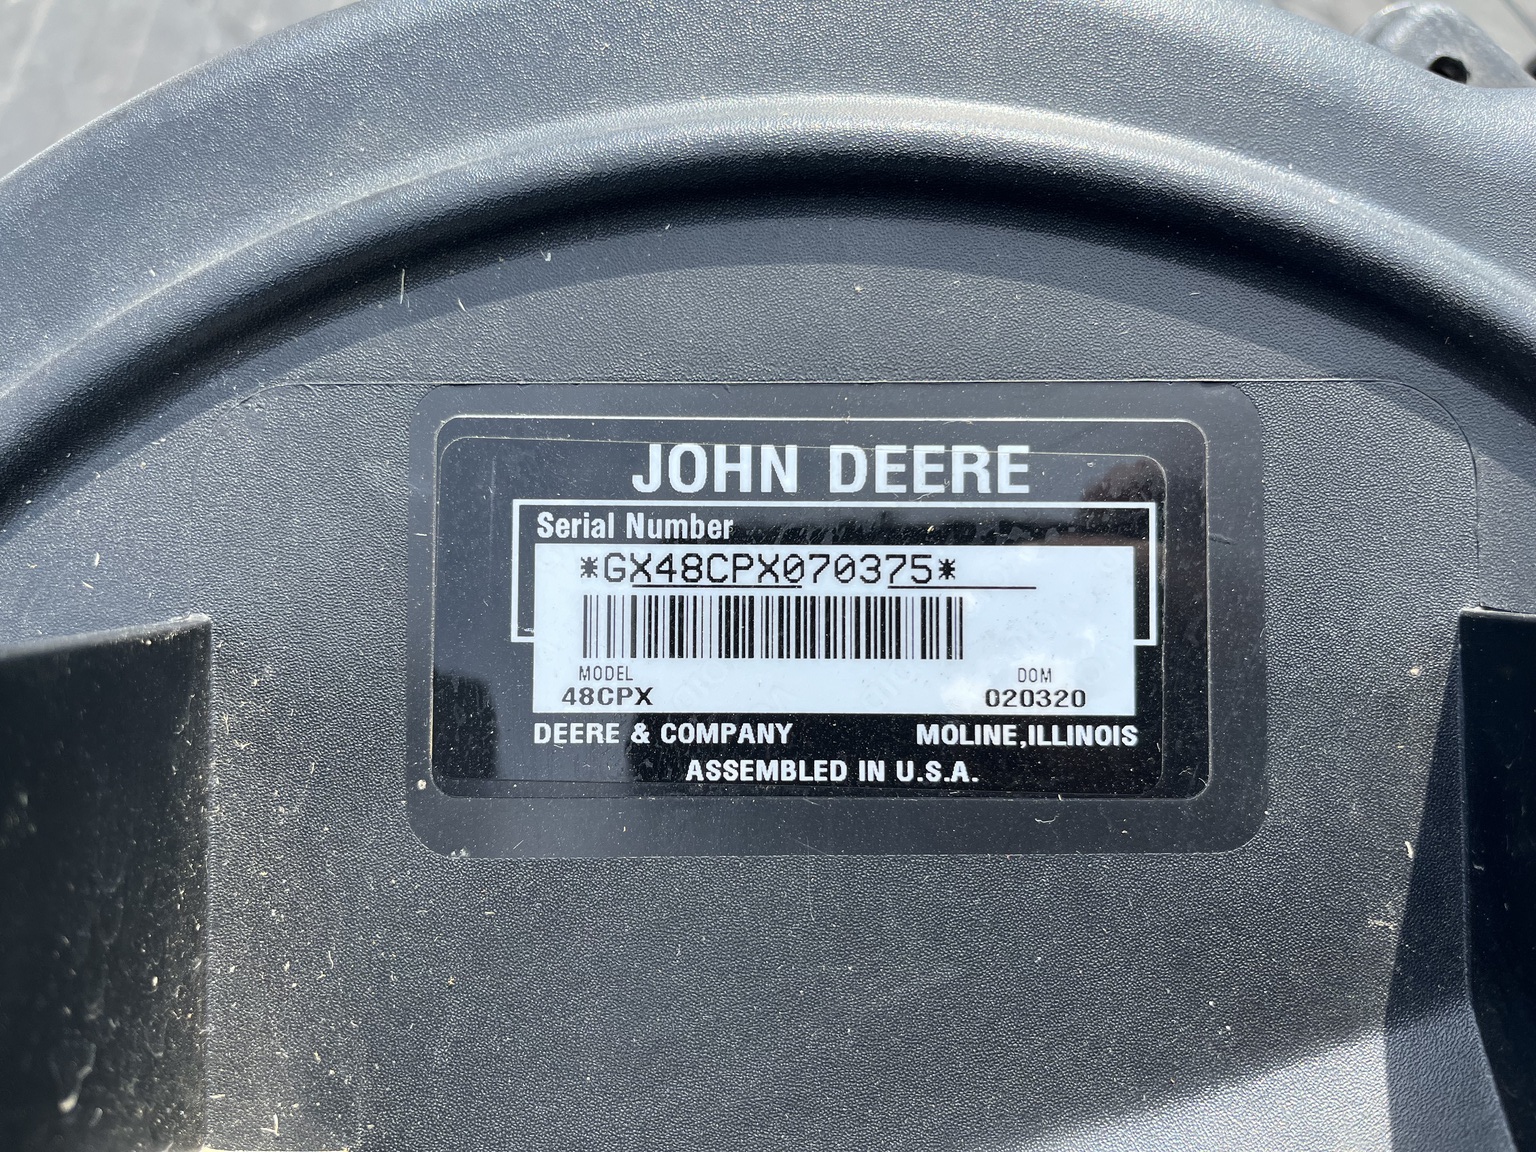 JOHN DEERE
Serial Number
*GX48CPX070375*
MODEL
48CPX
DOM
020320
DEERE & COMPANY
MOLINE,ILLINOIS
ASSEMBLED IN U.S.A.